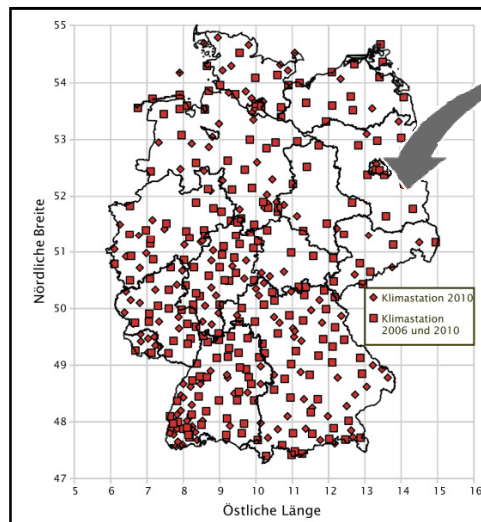 55
54
53
52
51
50
49
48
47
Nördliche Breite
Klimastation 2010
Klimastation
2006 und 2010
5 6 7 8 9 10 11 12 13 14 15 16
Östliche Länge